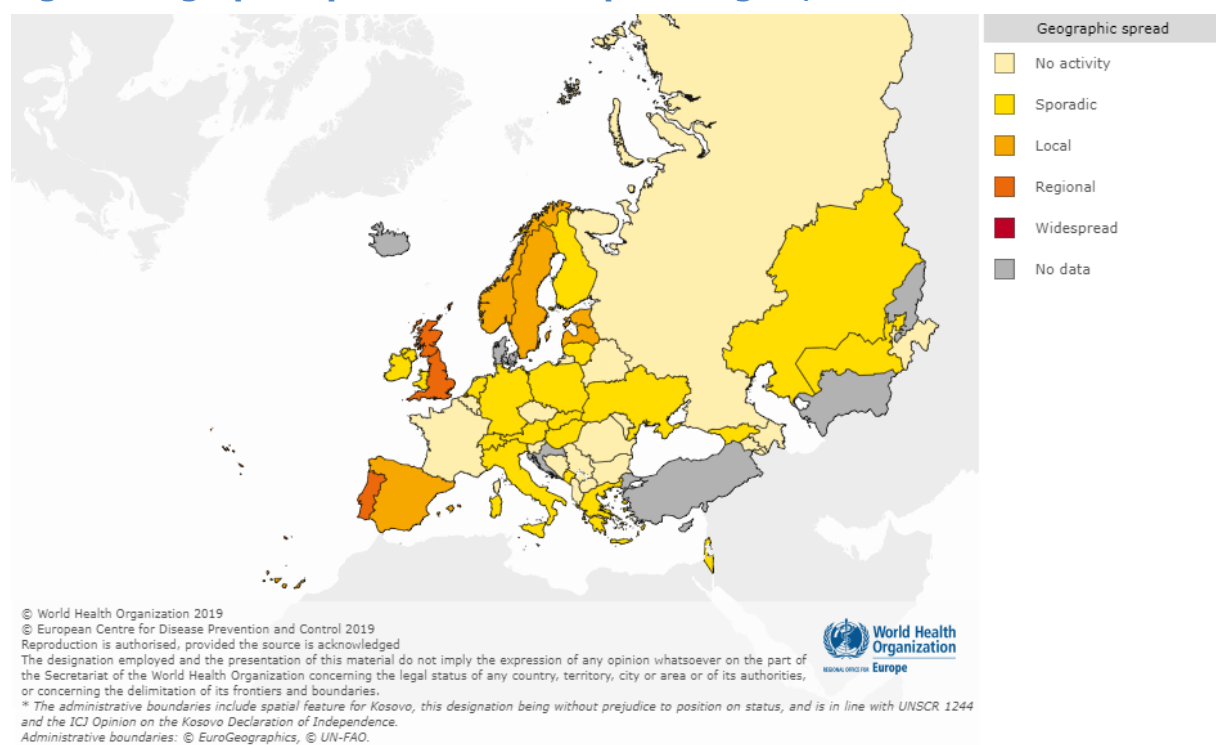 Geographic spread
No activity
Sporadic
Local
Regional
Widespread
No data
© World Health Organization 2019
© European Centre for Disease Prevention and Control 2019
Reproduction is authorised, provided the source is acknowledged
The designation employed and the presentation of this material do not imply the expression of any opinion whatsoever on the part of
the Secretariat of the World Health Organization concerning the legal status of any country, territory, city or area or of its authorities,
or concerning the delimitation of its frontiers and boundaries.
* The administrative boundaries include spatial feature for Kosovo, this designation being without prejudice to position on status, and is in line with UNSCR 1244
and the ICJ Opinion on the Kosovo Declaration of Independence.
Administrative boundaries: © EuroGeographics, © UN-FAO.
World Health
Organization
REGIONAL OFFICE FOR Europe